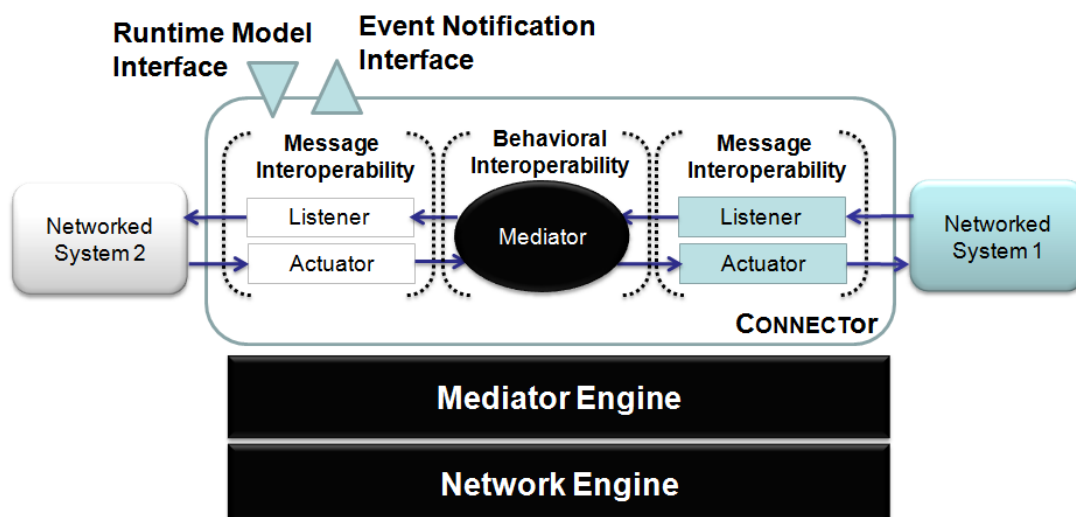 Runtime Model
Interface
Event Notification
Interface
Message
Interoperability
Behavioral
Interoperability
Message
Interoperability
Networked
System 2
Listener
Actuator
Mediator
Listener
Actuator
Networked
System 1
CONNECTor
Mediator Engine
Network Engine